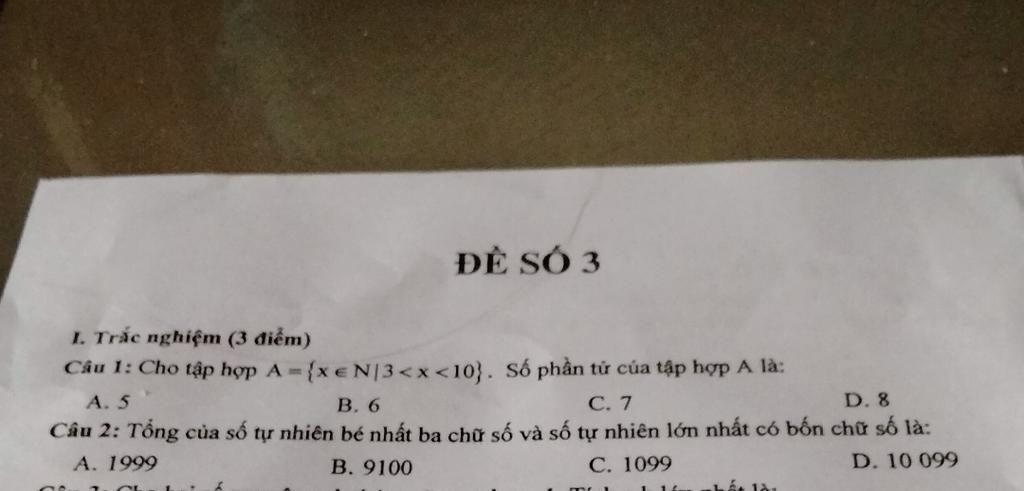 ĐỀ SỐ 3
I. Trắc nghiệm (3 điểm)
Câu 1: Cho tập hợp A = {x ∈ N | 3 < x < 10}. Số phần tử của tập hợp A là:
A. 5 B. 6 C. 7 D. 8
Câu 2: Tổng của số tự nhiên bé nhất ba chữ số và số tự nhiên lớn nhất có bốn chữ số là:
A. 1999 B. 9100 C. 1099 D. 10 099